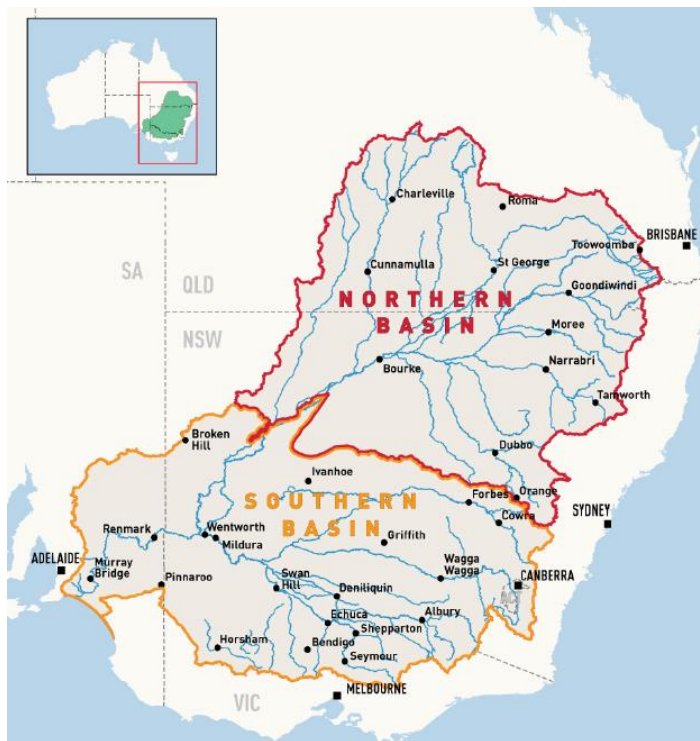 Charleville
Roma
Toowoomba
BRISBANE
SA
QLD
Cunnamulla
St George
Goondiwindi
NORTHERN
BASIN
NSW
Moree
Bourke
Narrabri
Tamworth
Broken
Hill
Dubbo
Ivanhoe
SOUTHERN
BASIN
Forbes
Orange
Cowra
SYDNEY
Renmark
Wentworth
Mildura
Griffith
ADELAIDE
Murray
Bridge
Pinnaroo
Swan
Hill
Deniliquin
Wagga
Wagga
CANBERRA
ACT
Echuca
Albury
Shepparton
Horsham
Bendigo
Seymour
VIC
MELBOURNE